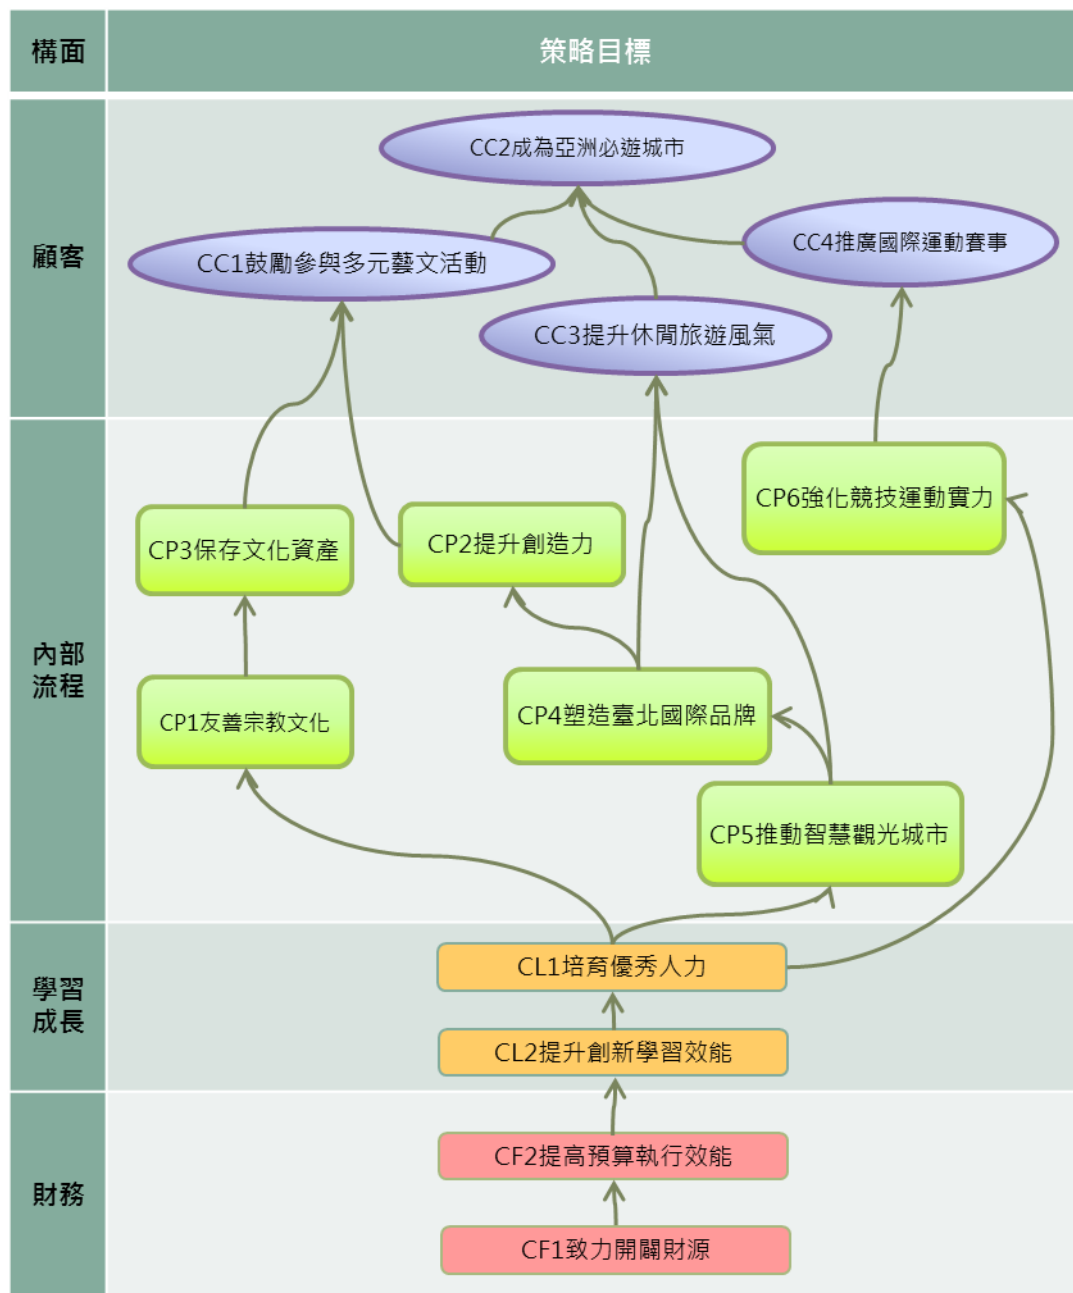 構面
策略目標
顧客
CC2成為亞洲必遊城市
CC1鼓勵參與多元藝文活動
CC4推廣國際運動賽事
CC3提升休閒旅遊風氣
內部
流程
CP6強化競技運動實力
CP3保存文化資產
CP2提升創造力
CP1友善宗教文化
CP4塑造臺北國際品牌
CP5推動智慧觀光城市
學習
成長
CL1培育優秀人力
CL2提升創新學習效能
財務
CF2提高預算執行效能
CF1致力開闢財源